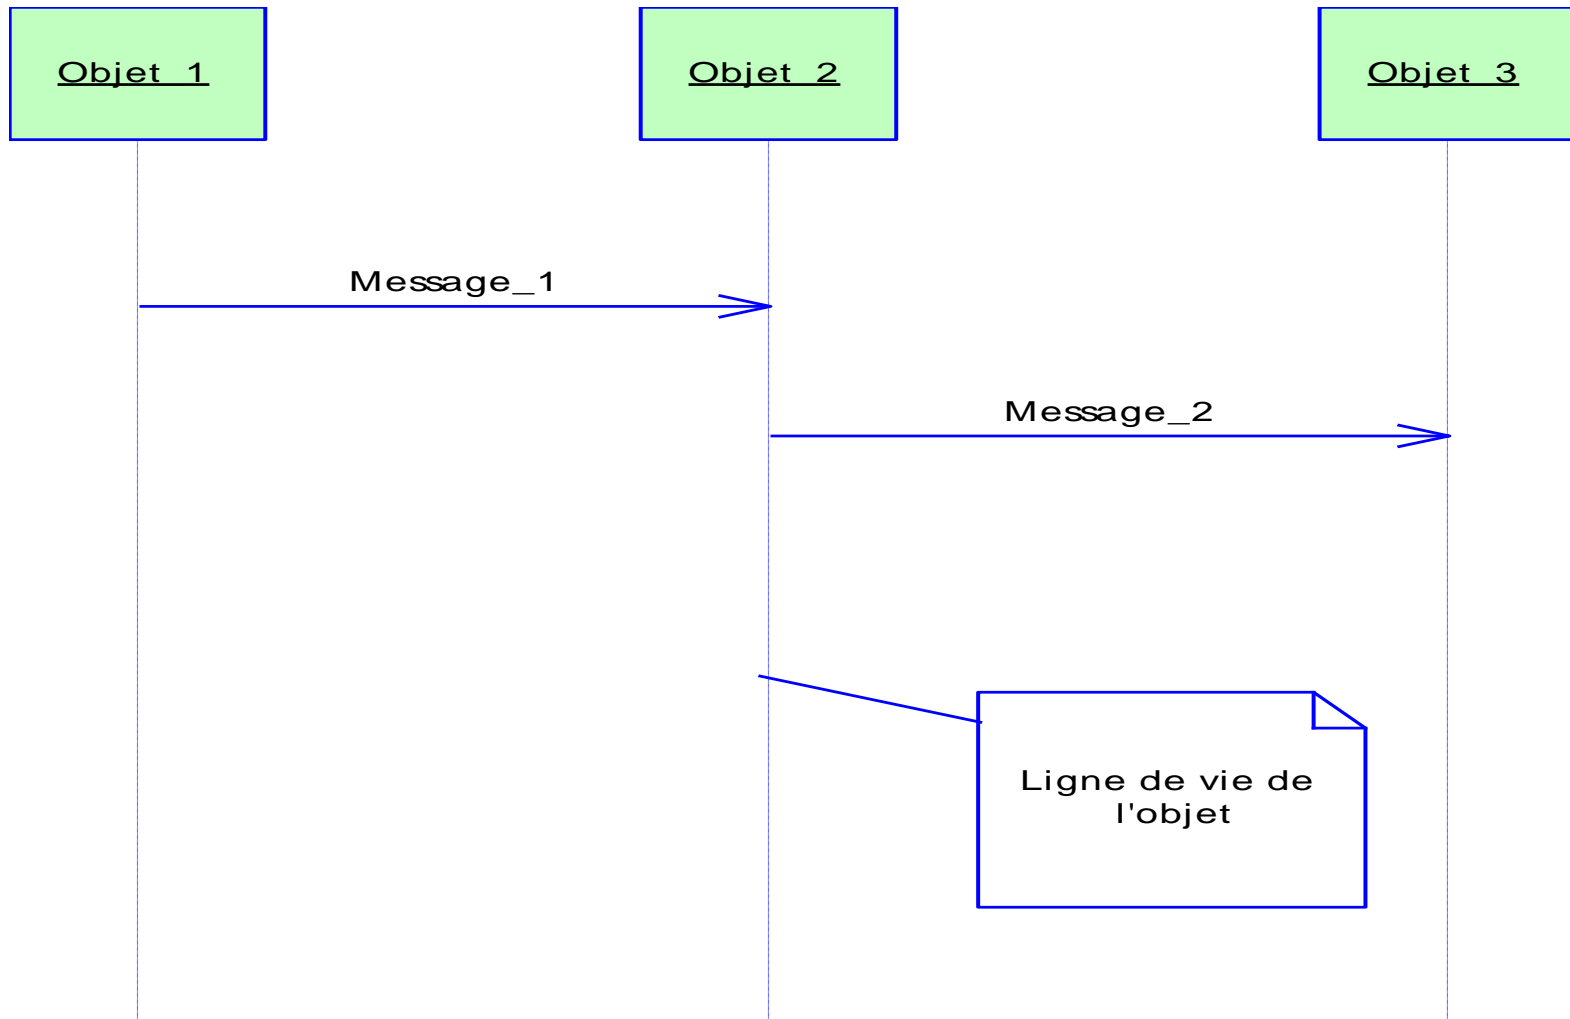 Objet_1
Objet_2
Objet_3
Message_1
Message_2
Ligne de vie de
l'objet